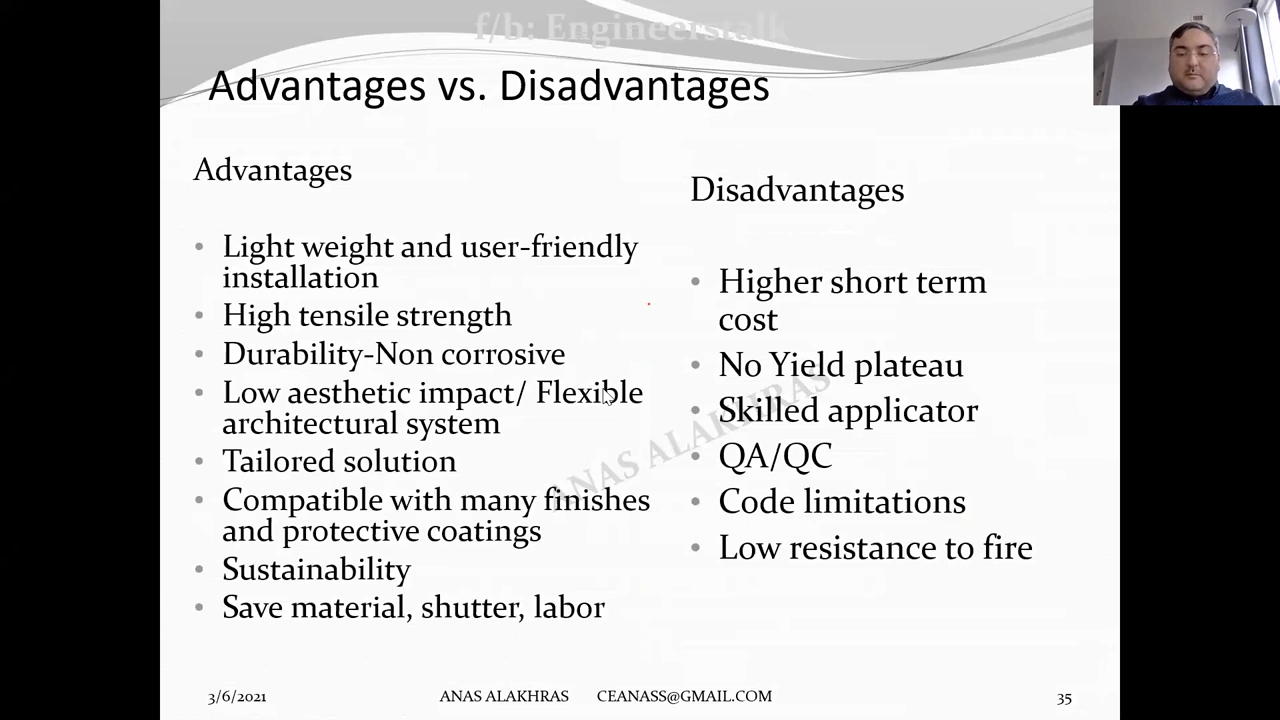 f/b: Engineerstalk
Advantages vs. Disadvantages
Advantages
• Light weight and user-friendly
installation
• High tensile strength
• Durability-Non corrosive
• Low aesthetic impact/ Flexible
architectural system
• Tailored solution
• Compatible with many finishes
and protective coatings
• Sustainability
• Save material, shutter, labor
Disadvantages
• Higher short term
cost
• No Yield plateau
• Skilled applicator
• QA/QC
• Code limitations
• Low resistance to fire
ANAS ALAKHRAS
3/6/2021
ANAS ALAKHRAS CEANASS@GMAIL.COM
35